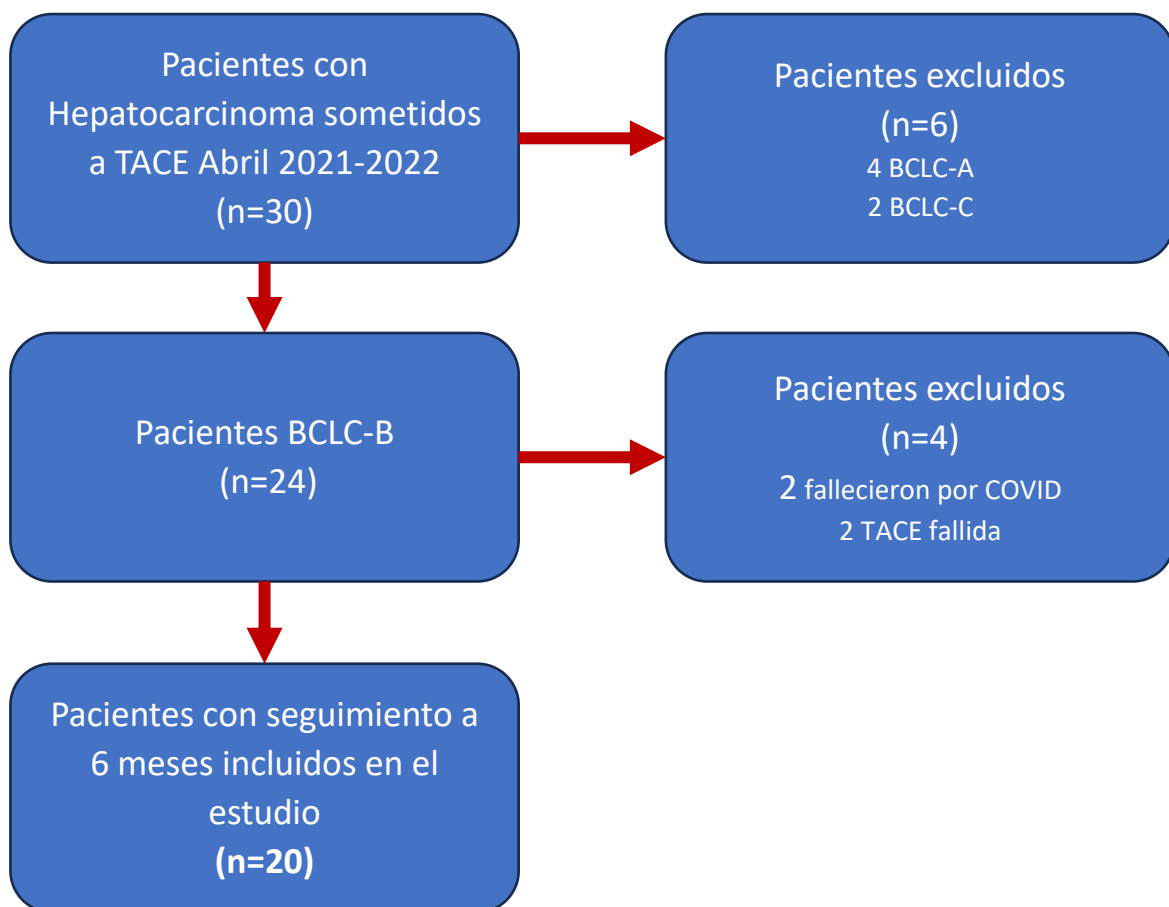 Pacientes con
Hepatocarcinoma sometidos
a TACE Abril 2021-2022
(n=30)
Pacientes excluidos
(n=6)
4 BCLC-A
2 BCLC-C
Pacientes BCLC-B
(n=24)
Pacientes excluidos
(n=4)
2 fallecieron por COVID
2 TACE fallida
Pacientes con seguimiento a
6 meses incluidos en el
estudio
(n=20)